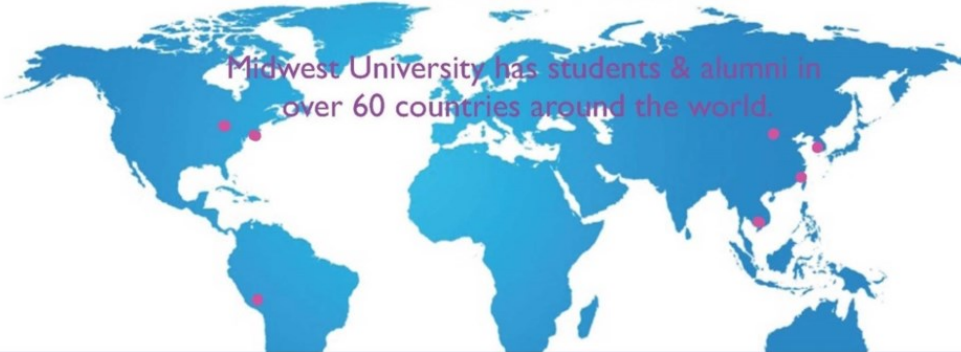 Midwest University has students & alumni in
over 60 countries around the world.